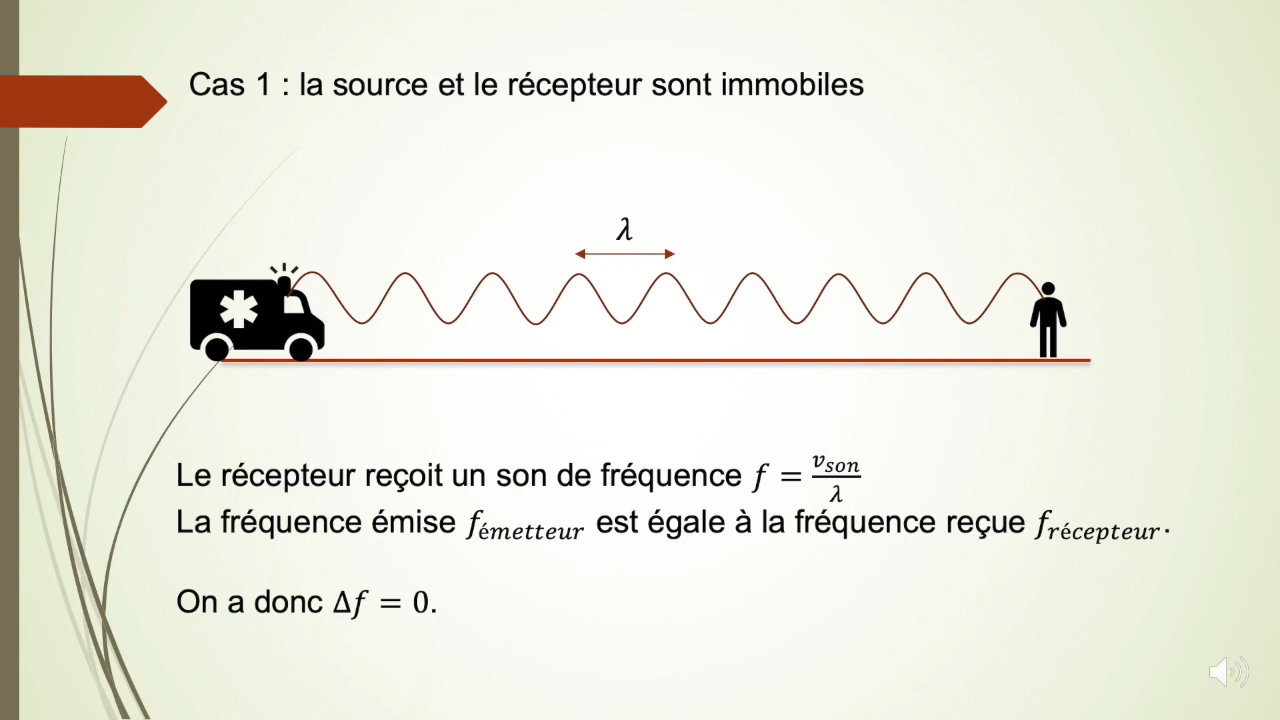 Cas 1 : la source et le récepteur sont immobiles
λ
Le récepteur reçoit un son de fréquence f = v_son/λ
La fréquence émise f_émetteur est égale à la fréquence reçue f_récepteur.
On a donc Δf = 0.